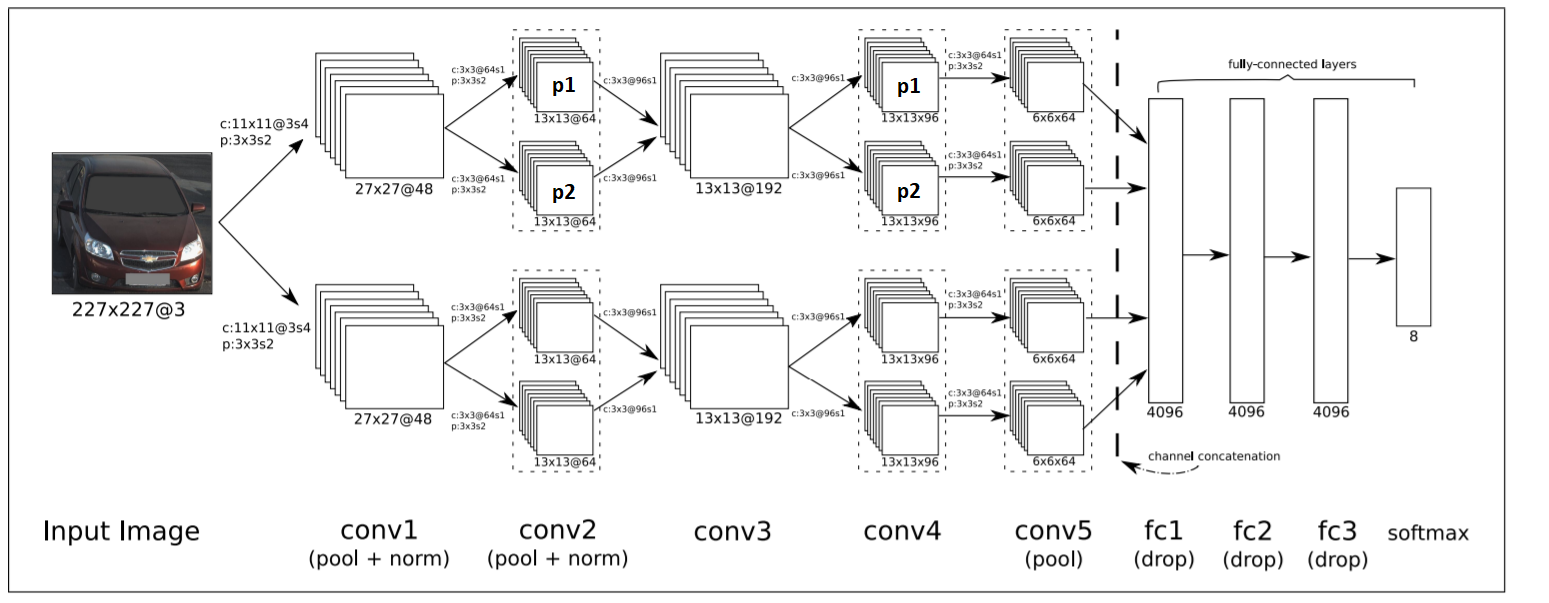 c:11x11@3s4
p:3x3s2
227x227@3
c:11x11@3s4
p:3x3s2
27x27@48
c:3x3@64s1
p:3x3s2
c:3x3@64s1
p:3x3s2
p1
13x13@64
p2
13x13@64
c:3x3@96s1
c:3x3@96s1
13x13@192
c:3x3@96s1
c:3x3@96s1
p1
13x13x96
p2
13x13x96
c:3x3@64s1
p:3x3s2
c:3x3@64s1
p:3x3s2
6x6x64
6x6x64
27x27@48
c:3x3@64s1
p:3x3s2
c:3x3@64s1
p:3x3s2
13x13@64
13x13@64
c:3x3@96s1
c:3x3@96s1
13x13@192
c:3x3@96s1
c:3x3@96s1
13x13x96
13x13x96
c:3x3@64s1
p:3x3s2
c:3x3@64s1
p:3x3s2
6x6x64
6x6x64
fully-connected layers
4096
4096
4096
8
channel concatenation
Input Image
conv1
(pool + norm)
conv2
(pool + norm)
conv3
conv4
conv5
(pool)
fc1
(drop)
fc2
(drop)
fc3
(drop)
softmax